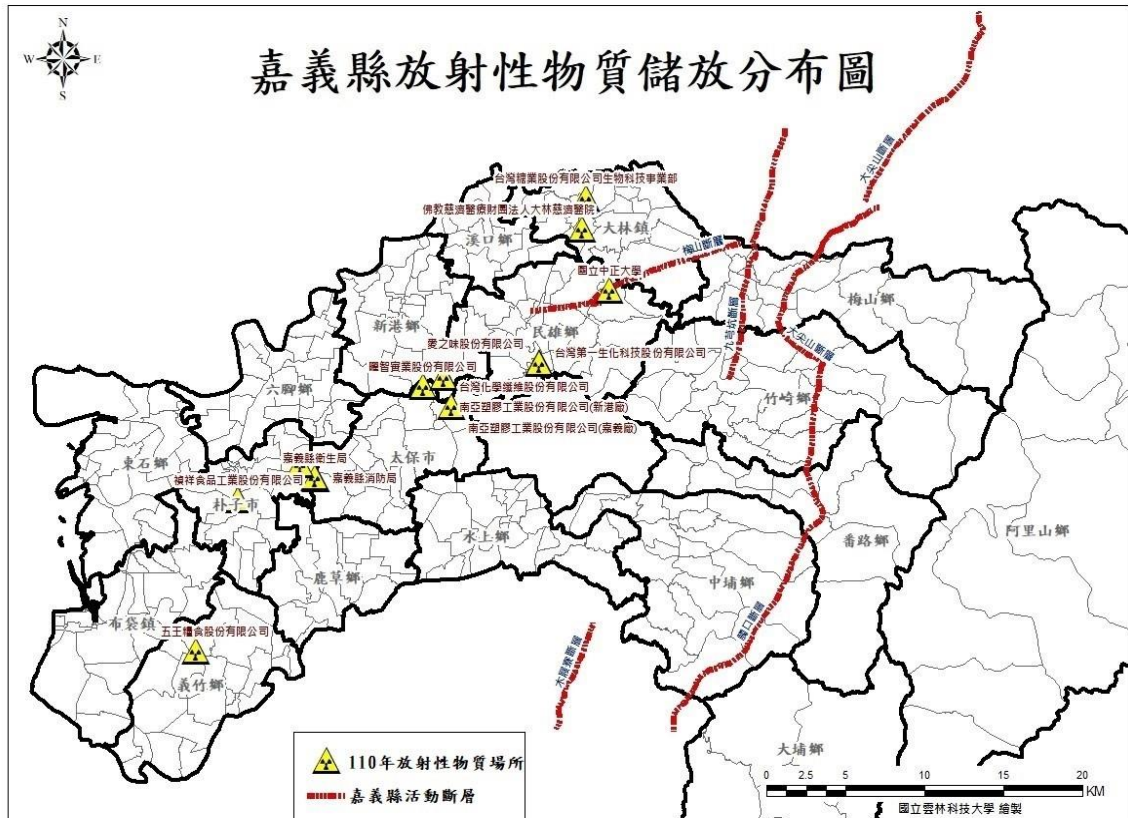 N
W E
S
嘉義縣放射性物質儲放分布圖
大尖山斷層
台灣糖業股份有限公司生物科技事業部
佛教慈濟醫療財團法人大林慈濟醫院
大林鎮
溪口鄉
梅山斷層
國立中正大學
梅山鄉
新港鄉
民雄鄉
九芎坑斷層
大尖山斷層
愛之味股份有限公司
台灣第一生化科技股份有限公司
曜智實業股份有限公司
台灣化學纖維股份有限公司
六腳鄉
竹崎鄉
南亞塑膠工業股份有限公司(新港廠)
南亞塑膠工業股份有限公司(嘉義廠)
東石鄉
嘉義縣衛生局
太保市
禎祥食品工業股份有限公司
嘉義縣消防局
朴子市
水上鄉
番路鄉
阿里山鄉
鹿草鄉
中埔鄉
布袋鎮
五王糧食股份有限公司
觸口斷層
木屐寮斷層
義竹鄉
大埔鄉
110年放射性物質場所
嘉義縣活動斷層
0 2.5 5 10 15 20
KM
國立雲林科技大學 繪製